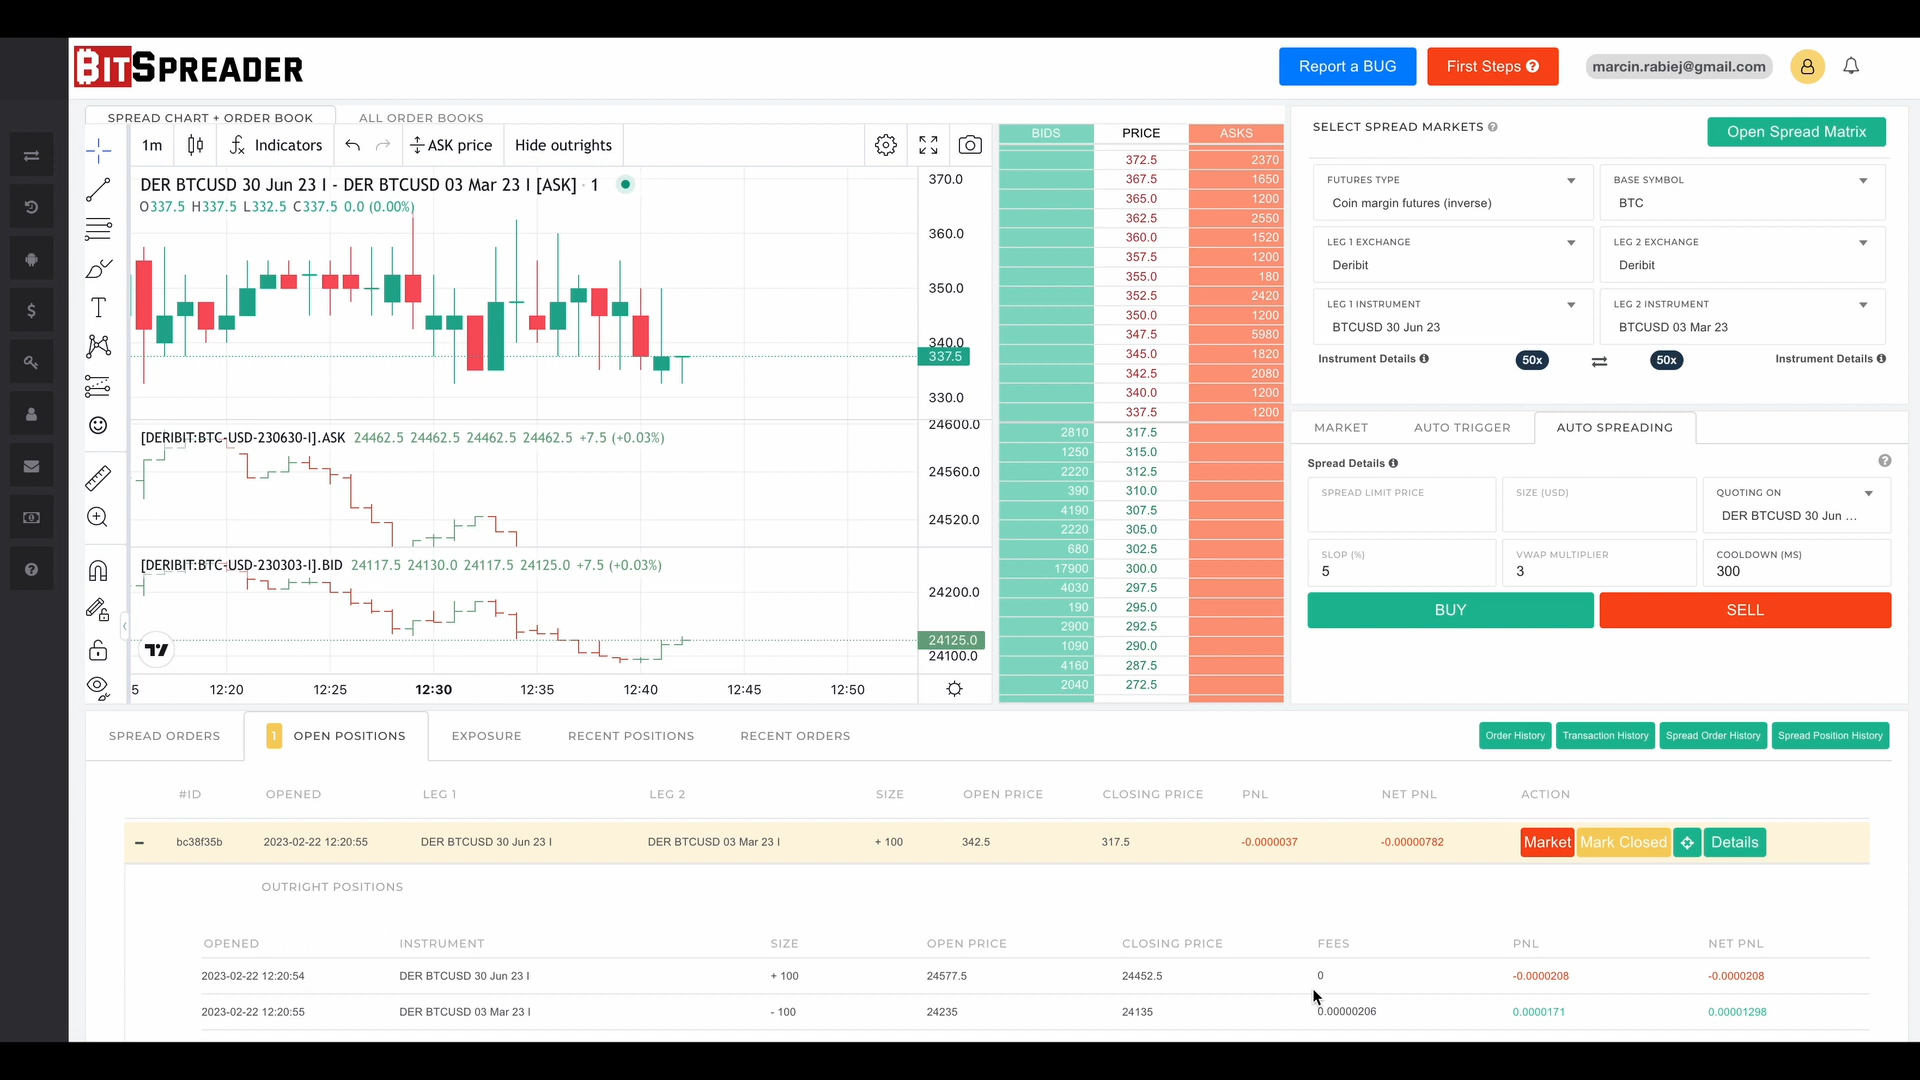 BITSPREADER
Report a BUG
First Steps
marcin.rabiej@gmail.com
SPREAD CHART + ORDER BOOK
ALL ORDER BOOKS
1m
Indicators
ASK price
Hide outrights
DER BTCUSD 30 Jun 23 I - DER BTCUSD 03 Mar 23 I [ASK] · 1
O337.5 H337.5 L332.5 C337.5 0.0 (0.00%)
370.0
360.0
350.0
340.0
337.5
330.0
[DERIBIT:BTC-USD-230630-I].ASK 24462.5 24462.5 24462.5 24462.5 +7.5 (+0.03%)
24600.0
24560.0
24520.0
[DERIBIT:BTC-USD-230303-I].BID 24117.5 24130.0 24117.5 24125.0 +7.5 (+0.03%)
24200.0
24125.0
24100.0
5 12:20 12:25 12:30 12:35 12:40 12:45 12:50
BIDS PRICE ASKS
372.5 2370
367.5 1650
365.0 1200
362.5 2550
360.0 1520
357.5 1200
355.0 180
352.5 2420
350.0 1200
347.5 5980
345.0 1820
342.5 2080
340.0 1200
337.5 1200
2810 317.5
1250 315.0
2220 312.5
390 310.0
4190 307.5
2220 305.0
680 302.5
17900 300.0
4030 297.5
190 295.0
2900 292.5
1090 290.0
4160 287.5
2040 272.5
SELECT SPREAD MARKETS
Open Spread Matrix
FUTURES TYPE
Coin margin futures (inverse)
BASE SYMBOL
BTC
LEG 1 EXCHANGE
Deribit
LEG 2 EXCHANGE
Deribit
LEG 1 INSTRUMENT
BTCUSD 30 Jun 23
LEG 2 INSTRUMENT
BTCUSD 03 Mar 23
Instrument Details 50x 50x Instrument Details
MARKET AUTO TRIGGER AUTO SPREADING
Spread Details
SPREAD LIMIT PRICE
SIZE (USD)
QUOTING ON
DER BTCUSD 30 Jun ...
SLOP (%)
5
VWAP MULTIPLIER
3
COOLDOWN (MS)
300
BUY
SELL
SPREAD ORDERS
1 OPEN POSITIONS
EXPOSURE
RECENT POSITIONS
RECENT ORDERS
Order History
Transaction History
Spread Order History
Spread Position History
#ID OPENED LEG 1 LEG 2 SIZE OPEN PRICE CLOSING PRICE PNL NET PNL ACTION
bc38f35b 2023-02-22 12:20:55 DER BTCUSD 30 Jun 23 I DER BTCUSD 03 Mar 23 I + 100 342.5 317.5 -0.0000037 -0.00000782 Market Mark Closed Details
OUTRIGHT POSITIONS
OPENED INSTRUMENT SIZE OPEN PRICE CLOSING PRICE FEES PNL NET PNL
2023-02-22 12:20:54 DER BTCUSD 30 Jun 23 I + 100 24577.5 24452.5 0 -0.0000208 -0.0000208
2023-02-22 12:20:55 DER BTCUSD 03 Mar 23 I - 100 24235 24135 0.00000206 0.0000171 0.00001298